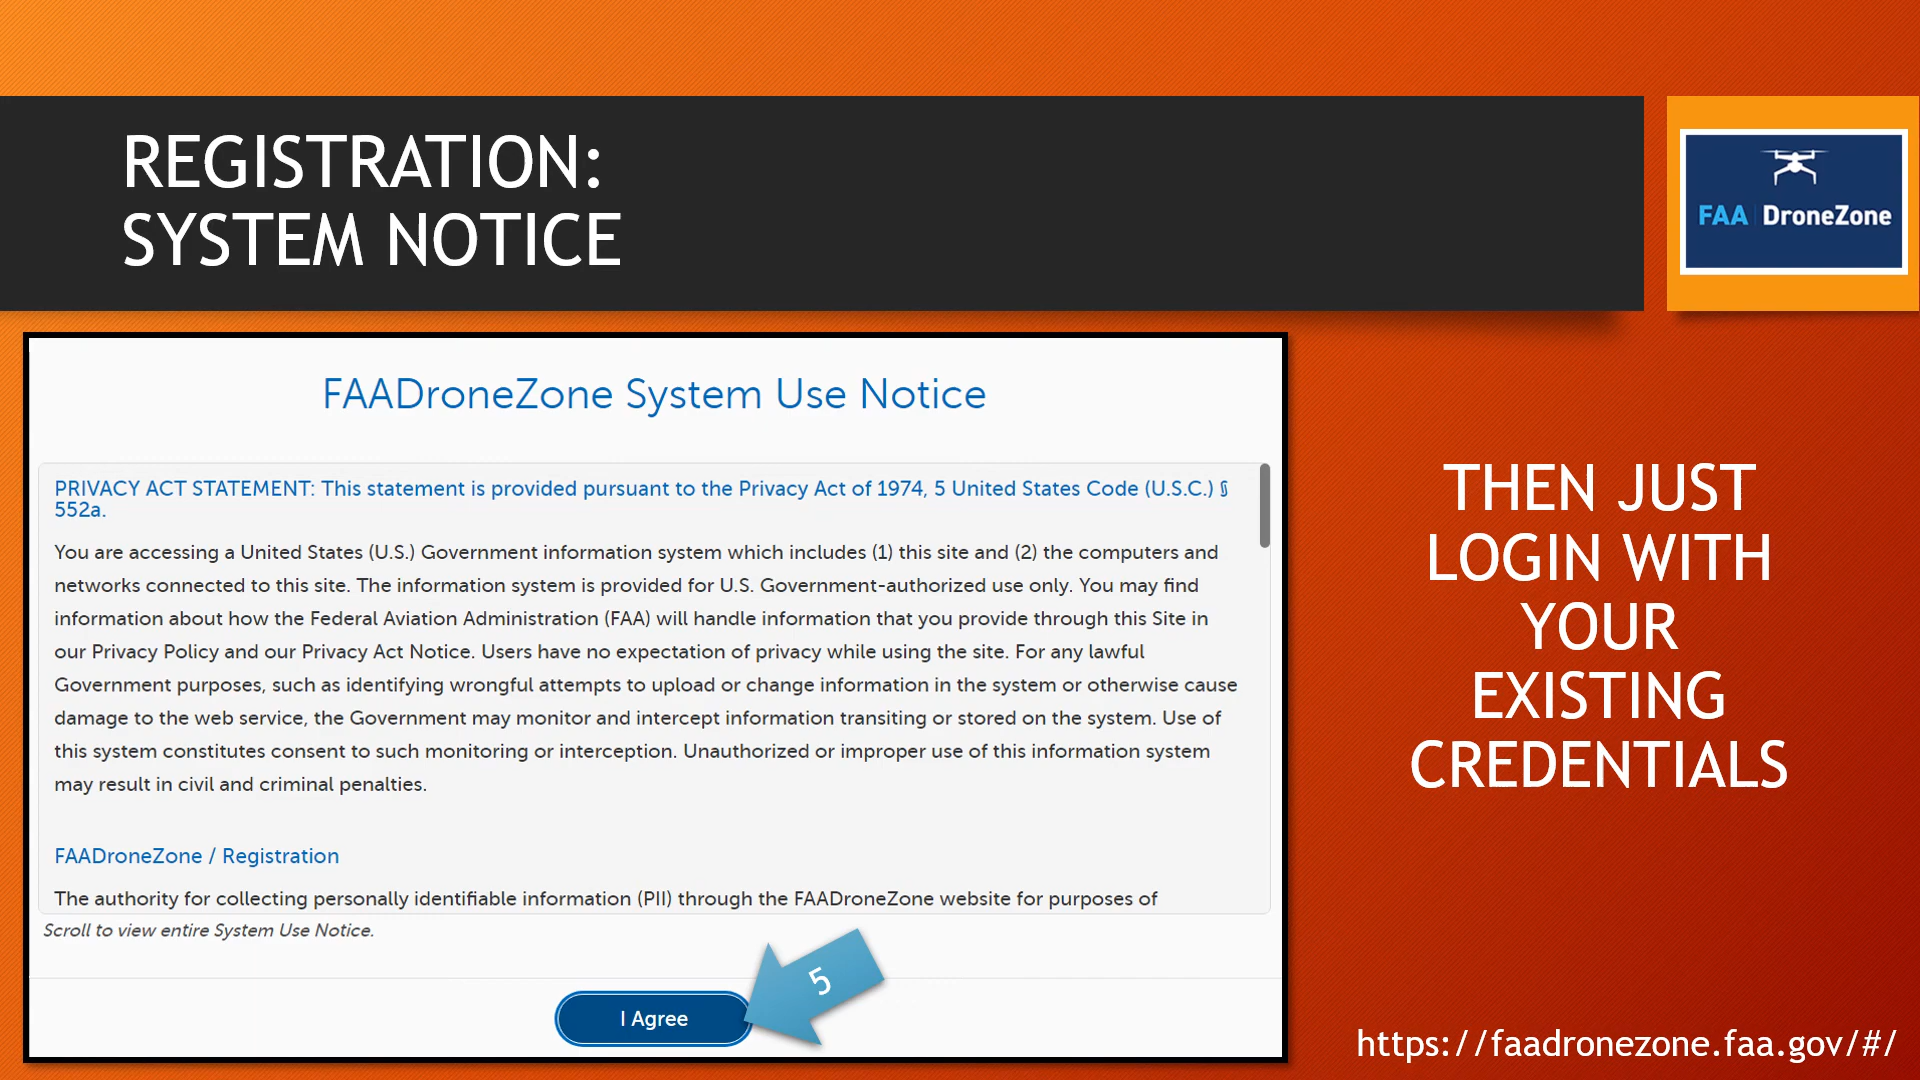 REGISTRATION:
SYSTEM NOTICE
FAA DroneZone
FAADroneZone System Use Notice
PRIVACY ACT STATEMENT: This statement is provided pursuant to the Privacy Act of 1974, 5 United States Code (U.S.C.) §
552a.
You are accessing a United States (U.S.) Government information system which includes (1) this site and (2) the computers and
networks connected to this site. The information system is provided for U.S. Government-authorized use only. You may find
information about how the Federal Aviation Administration (FAA) will handle information that you provide through this Site in
our Privacy Policy and our Privacy Act Notice. Users have no expectation of privacy while using the site. For any lawful
Government purposes, such as identifying wrongful attempts to upload or change information in the system or otherwise cause
damage to the web service, the Government may monitor and intercept information transiting or stored on the system. Use of
this system constitutes consent to such monitoring or interception. Unauthorized or improper use of this information system
may result in civil and criminal penalties.
FAADroneZone / Registration
The authority for collecting personally identifiable information (PII) through the FAADroneZone website for purposes of
Scroll to view entire System Use Notice.
5
I Agree
THEN JUST
LOGIN WITH
YOUR
EXISTING
CREDENTIALS
https://faadronezone.faa.gov/#/